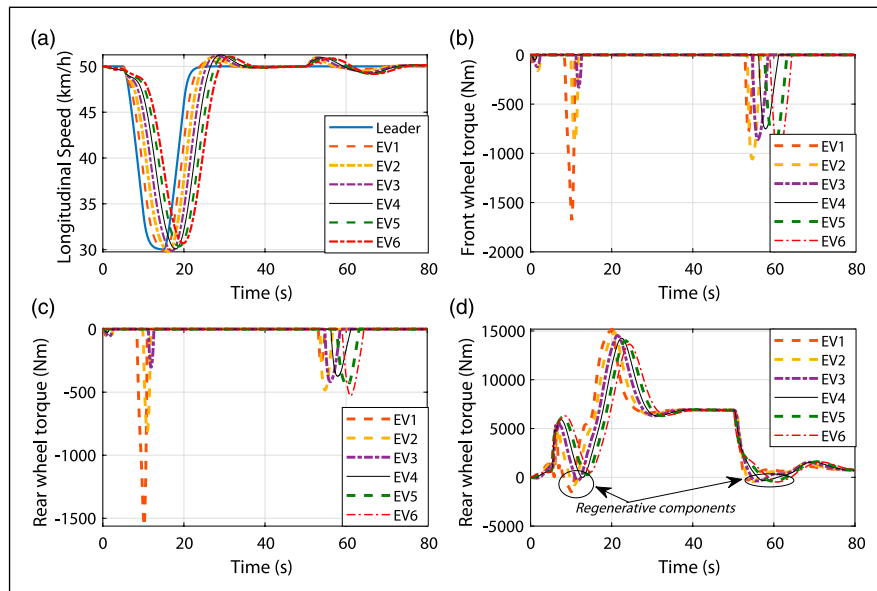 (a)
Longitudinal Speed (km/h)
50
40
30
0
20
40
60
80
Time (s)
Leader
EV1
EV2
EV3
EV4
EV5
EV6
(b)
Front wheel torque (Nm)
0
-500
-1000
-1500
-2000
0
20
40
60
80
Time (s)
EV1
EV2
EV3
EV4
EV5
EV6
(c)
Rear wheel torque (Nm)
0
-500
-1000
-1500
0
20
40
60
80
Time (s)
EV1
EV2
EV3
EV4
EV5
EV6
(d)
Rear wheel torque (Nm)
15000
10000
5000
0
-5000
0
20
40
60
80
Time (s)
EV1
EV2
EV3
EV4
EV5
EV6
Regenerative components